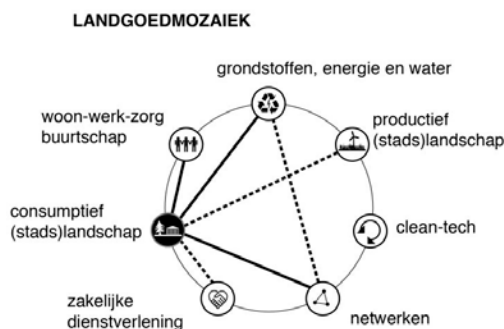 LANDGOEDMOZAIEK
grondstoffen, energie en water
woon-werk-zorg
buurtschap
productief
(stads)landschap
consumptief
(stads)landschap
clean-tech
zakelijke
dienstverlening
netwerken